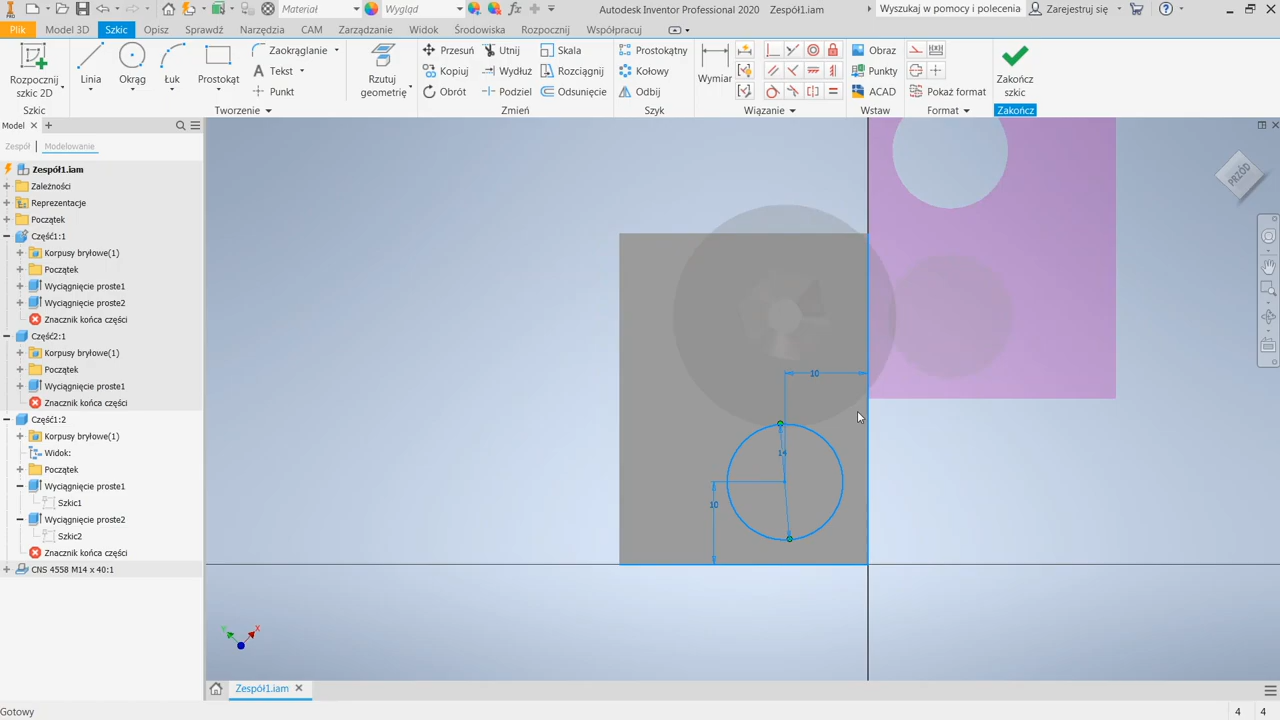 PRO
Materiał
Wygląd
Autodesk Inventor Professional 2020 Zespół1.iam
Wyszukaj w pomocy i polecenia
Zarejestruj się
Plik Model 3D Szkic Opisz Sprawdź Narzędzia CAM Zarządzanie Widok Środowiska Rozpocznij Współpracuj
Rozpocznij szkic 2D
Szkic
Linia
Okrąg
Łuk
Prostokąt
Zaokrąglanie
Tekst
Punkt
Tworzenie
Rzutuj geometrię
Przesuń
Kopiuj
Obrót
Utnij
Wydłuż
Podziel
Skala
Rozciągnij
Odsunięcie
Zmień
Prostokątny
Kołowy
Odbij
Szyk
Wymiar
Wiązanie
Obraz
Punkty
ACAD
Wstaw
Pokaż format
Format
Zakończ szkic
Zakończ
Model
Zespół Modelowanie
Zespół1.iam
Zależności
Reprezentacje
Początek
Część1:1
Korpusy bryłowe(1)
Początek
Wyciągnięcie proste1
Wyciągnięcie proste2
Znacznik końca części
Część2:1
Korpusy bryłowe(1)
Początek
Wyciągnięcie proste1
Znacznik końca części
Część1:2
Korpusy bryłowe(1)
Widok:
Początek
Wyciągnięcie proste1
Szkic1
Wyciągnięcie proste2
Szkic2
Znacznik końca części
CNS 4558 M14 x 40:1
PRZÓD
10
14
10
Y
X
Zespół1.iam
Gotowy
4 4